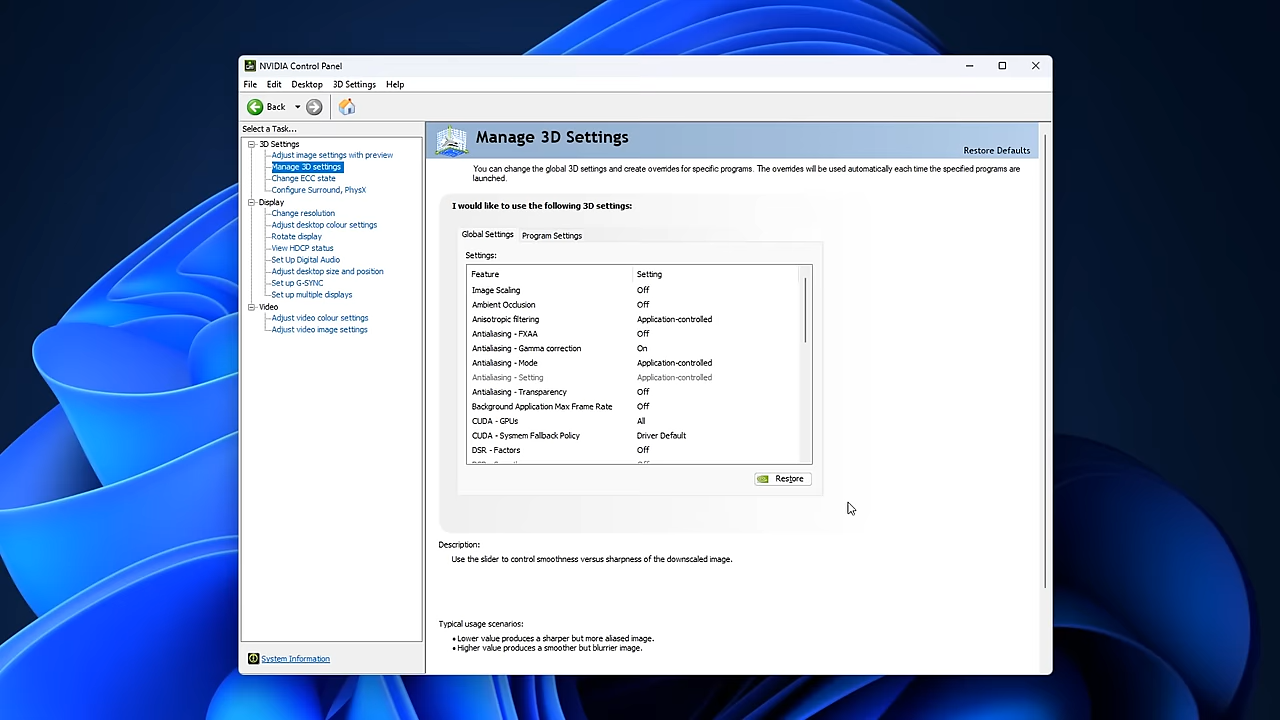 NVIDIA Control Panel
File Edit Desktop 3D Settings Help
Back
Select a Task...
3D Settings
Adjust image settings with preview
Manage 3D settings
Change ECC state
Configure Surround, PhysX
Display
Change resolution
Adjust desktop colour settings
Rotate display
View HDCP status
Set Up Digital Audio
Adjust desktop size and position
Set up G-SYNC
Set up multiple displays
Video
Adjust video colour settings
Adjust video image settings
System Information
Manage 3D Settings
Restore Defaults
You can change the global 3D settings and create overrides for specific programs. The overrides will be used automatically each time the specified programs are
launched.
I would like to use the following 3D settings:
Global Settings Program Settings
Settings:
Feature Setting
Image Scaling Off
Ambient Occlusion Off
Anisotropic filtering Application-controlled
Antialiasing - FXAA Off
Antialiasing - Gamma correction On
Antialiasing - Mode Application-controlled
Antialiasing - Setting Application-controlled
Antialiasing - Transparency Off
Background Application Max Frame Rate Off
CUDA - GPUs All
CUDA - Sysmem Fallback Policy Driver Default
DSR - Factors Off
Restore
Description:
Use the slider to control smoothness versus sharpness of the downscaled image.
Typical usage scenarios:
• Lower value produces a sharper but more aliased image.
• Higher value produces a smoother but blurrier image.